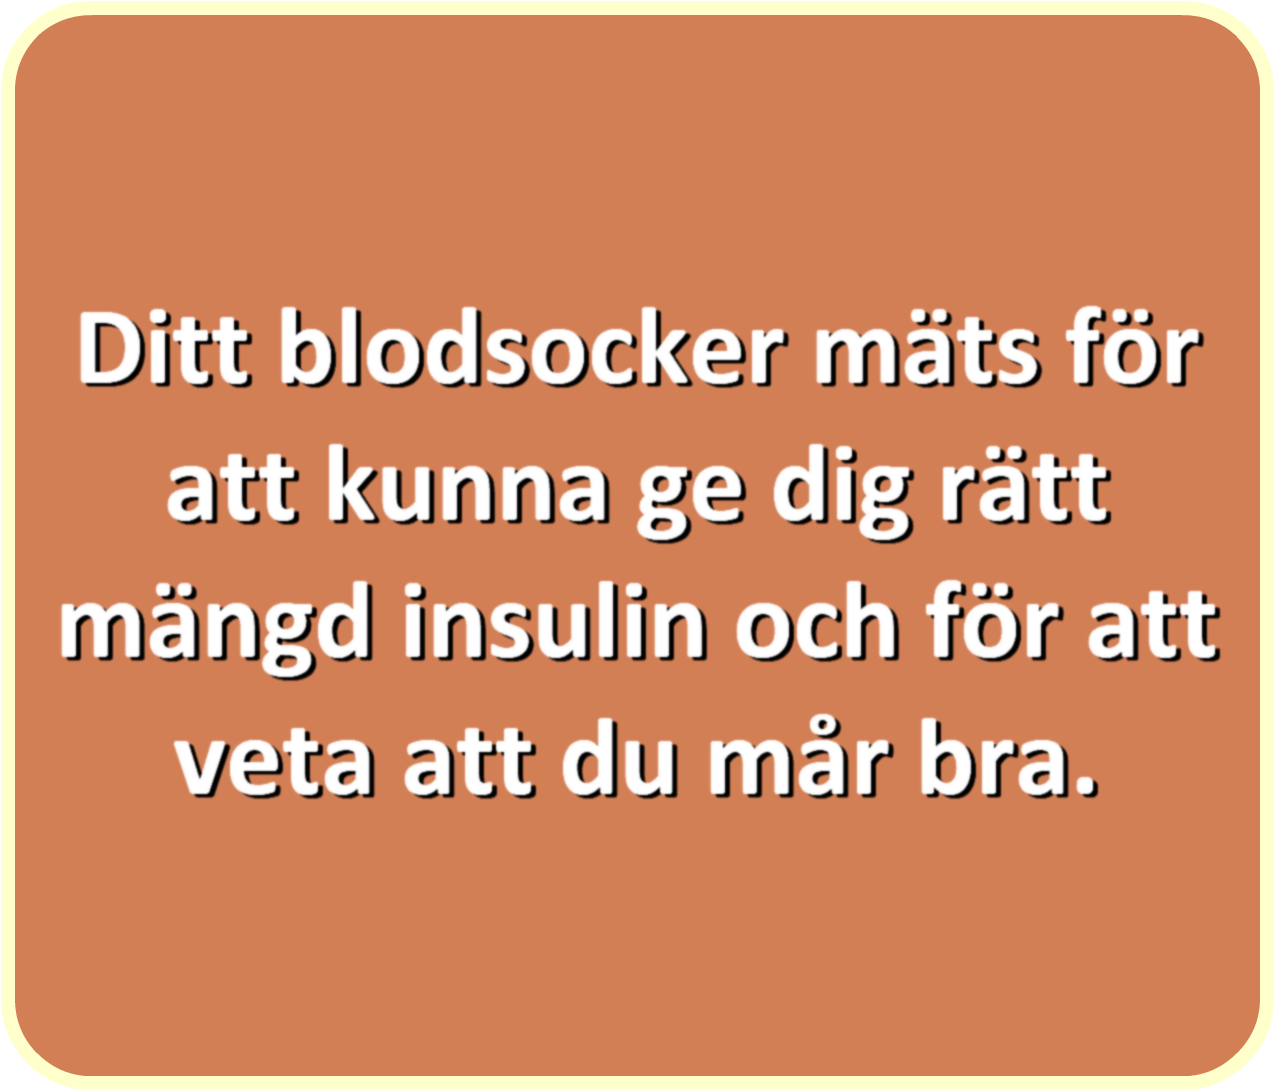 Ditt blodsocker mäts för
att kunna ge dig rätt
mängd insulin och för att
veta att du mår bra.